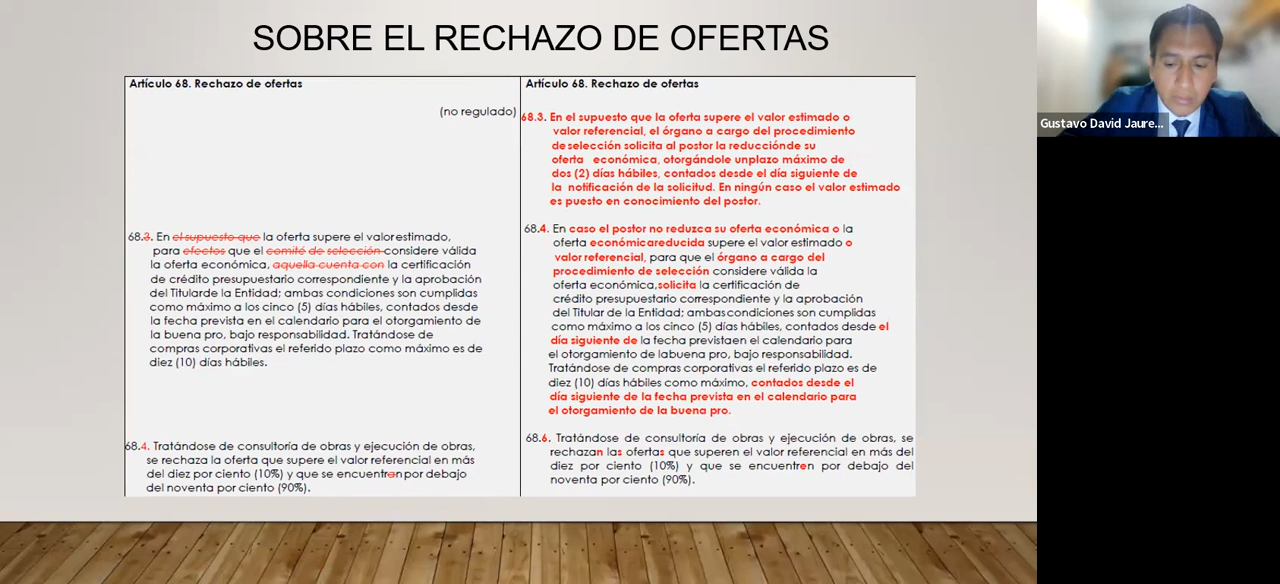 SOBRE EL RECHAZO DE OFERTAS
Artículo 68. Rechazo de ofertas
(no regulado)
68.3. En el supuesto que la oferta supere el valor estimado,
para efectos que el comité de selección considere válida
la oferta económica, aquella cuenta con la certificación
de crédito presupuestario correspondiente y la aprobación
del Titularde la Entidad; ambas condiciones son cumplidas
como máximo a los cinco (5) días hábiles, contados desde
la fecha prevista en el calendario para el otorgamiento de
la buena pro, bajo responsabilidad. Tratándose de
compras corporativas el referido plazo como máximo es de
diez (10) días hábiles.
68.4. Tratándose de consultoría de obras y ejecución de obras,
se rechaza la oferta que supere el valor referencial en más
del diez por ciento (10%) y que se encuentren por debajo
del noventa por ciento (90%).
Artículo 68. Rechazo de ofertas
68.3. En el supuesto que la oferta supere el valor estimado o
valor referencial, el órgano a cargo del procedimiento
de selección solicita al postor la reducciónde su
oferta económica, otorgándole unplazo máximo de
dos (2) días hábiles, contados desde el día siguiente de
la notificación de la solicitud. En ningún caso el valor estimado
es puesto en conocimiento del postor.
68.4. En caso el postor no reduzca su oferta económica o la
oferta económicareducida supere el valor estimado o
valor referencial, para que el órgano a cargo del
procedimiento de selección considere válida la
oferta económica,solicita la certificación de
crédito presupuestario correspondiente y la aprobación
del Titular de la Entidad; ambascondiciones son cumplidas
como máximo a los cinco (5) días hábiles, contados desde el
día siguiente de la fecha previstaen el calendario para
el otorgamiento de labuena pro, bajo responsabilidad.
Tratándose de compras corporativas el referido plazo es de
diez (10) días hábiles como máximo, contados desde el
día siguiente de la fecha prevista en el calendario para
el otorgamiento de la buena pro.
68.6. Tratándose de consultoría de obras y ejecución de obras, se
rechazan las ofertas que superen el valor referencial en más del
diez por ciento (10%) y que se encuentren por debajo del
noventa por ciento (90%).
Gustavo David Jaure...